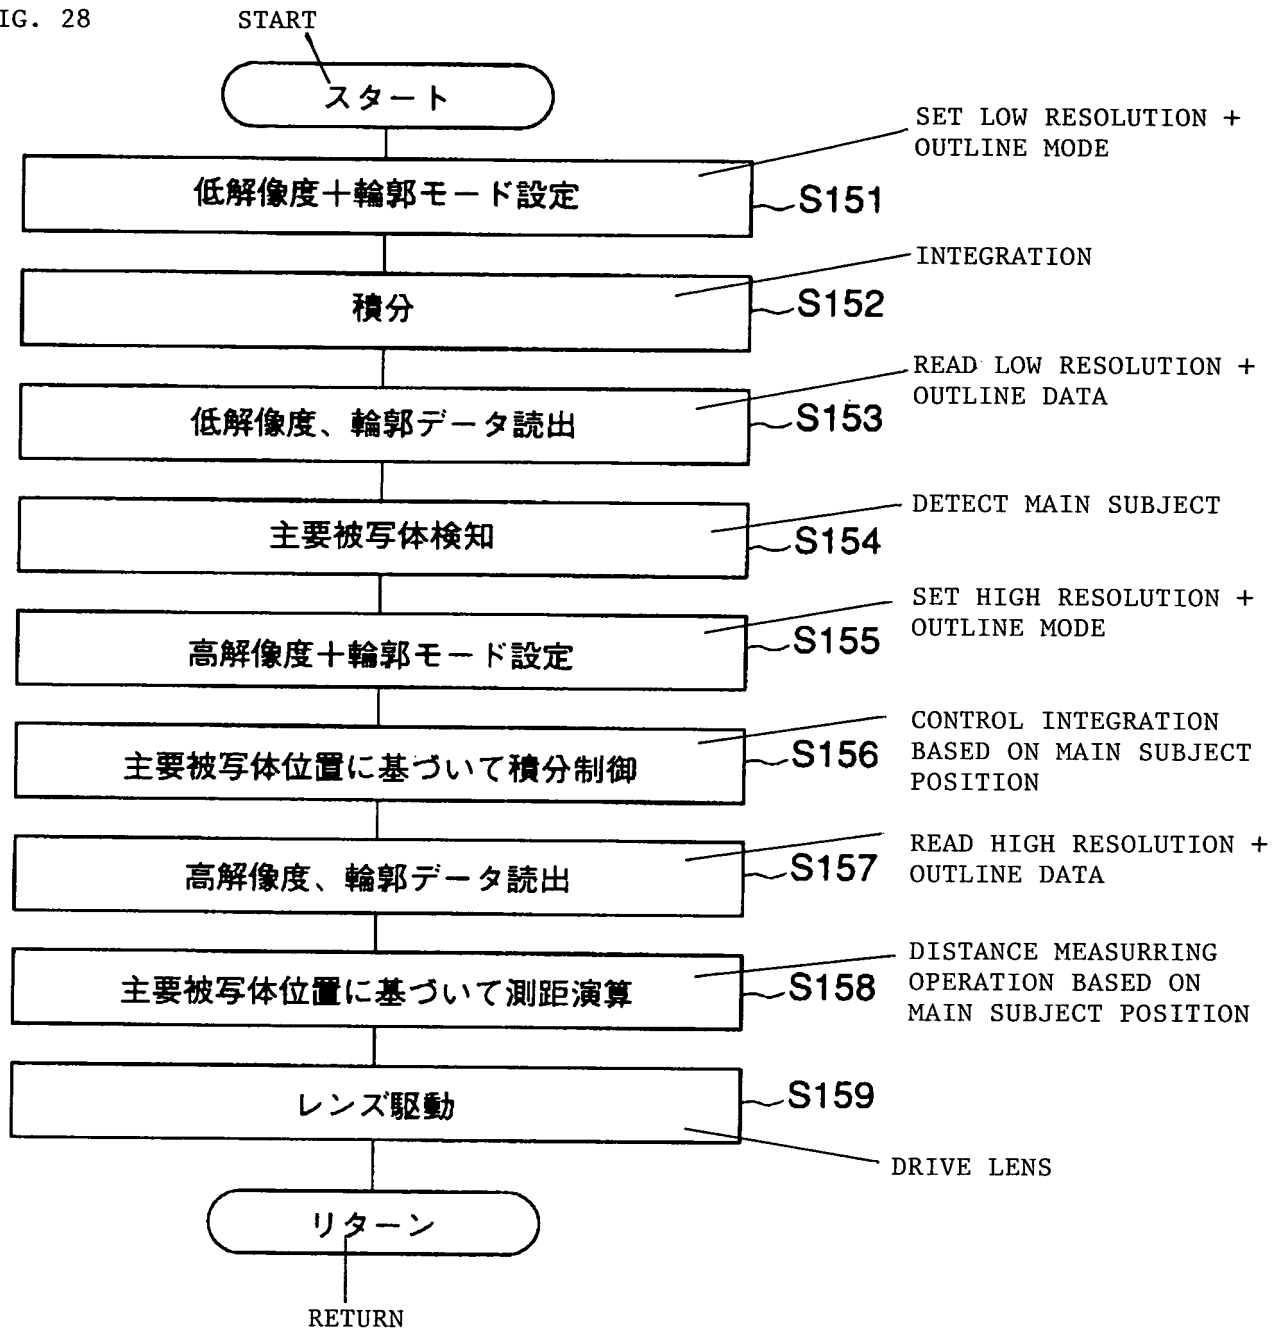 IG. 28
START
スタート
SET LOW RESOLUTION +
OUTLINE MODE
低解像度+輪郭モード設定
S151
INTEGRATION
積分
S152
READ LOW RESOLUTION +
OUTLINE DATA
低解像度、輪郭データ読出
S153
DETECT MAIN SUBJECT
主要被写体検知
S154
SET HIGH RESOLUTION +
OUTLINE MODE
高解像度+輪郭モード設定
S155
CONTROL INTEGRATION
BASED ON MAIN SUBJECT
POSITION
主要被写体位置に基づいて積分制御
S156
READ HIGH RESOLUTION +
OUTLINE DATA
高解像度、輪郭データ読出
S157
DISTANCE MEASURRING
OPERATION BASED ON
MAIN SUBJECT POSITION
主要被写体位置に基づいて測距演算
S158
レンズ駆動
S159
DRIVE LENS
リターン
RETURN